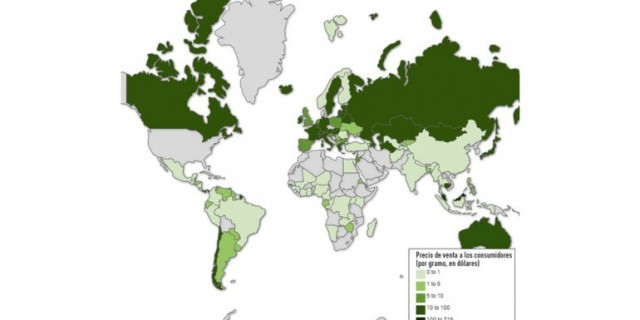 Precio de venta a los consumidores
(por gramo, en dólares)
0 to 1
1 to 5
5 to 10
10 to 100
100 to 218